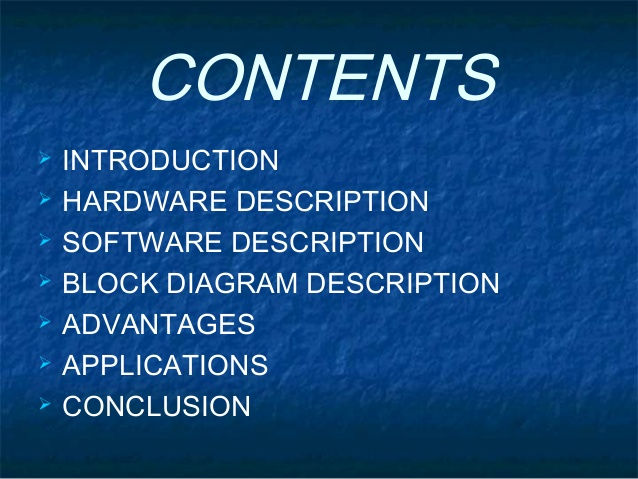 CONTENTS
INTRODUCTION
HARDWARE DESCRIPTION
SOFTWARE DESCRIPTION
BLOCK DIAGRAM DESCRIPTION
ADVANTAGES
APPLICATIONS
CONCLUSION